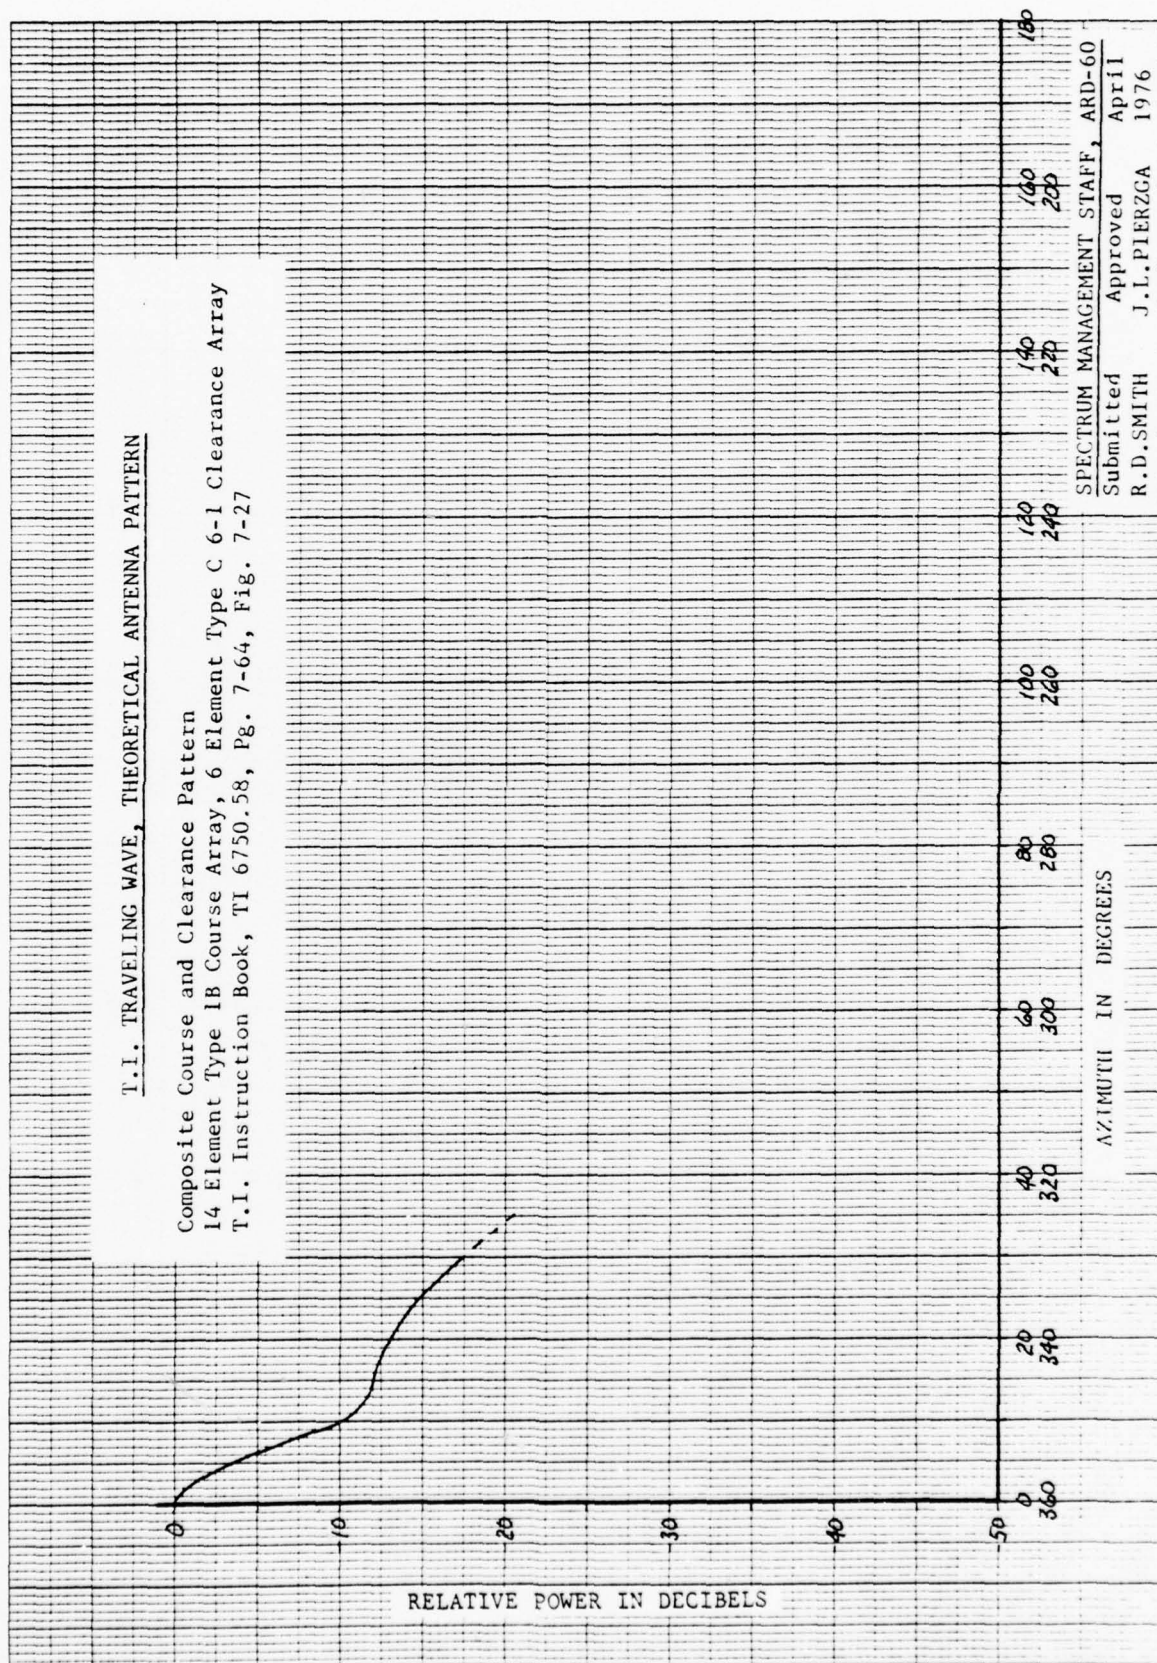 T.I. TRAVELING WAVE, THEORETICAL ANTENNA PATTERN
Composite Course and Clearance Pattern
14 Element Type 1B Course Array, 6 Element Type C 6-1 Clearance Array
T.I. Instruction Book, TI 6750.58, Pg. 7-64, Fig. 7-27
RELATIVE POWER IN DECIBELS
0
-10
-20
-30
-40
-50
0 20 40 60 80 100 120 140 160 180
360 340 320 300 280 260 240 220 200
AZIMUTH IN DEGREES
SPECTRUM MANAGEMENT STAFF, ARD-60
Submitted Approved April
R.D.SMITH J.L.PIERZGA 1976